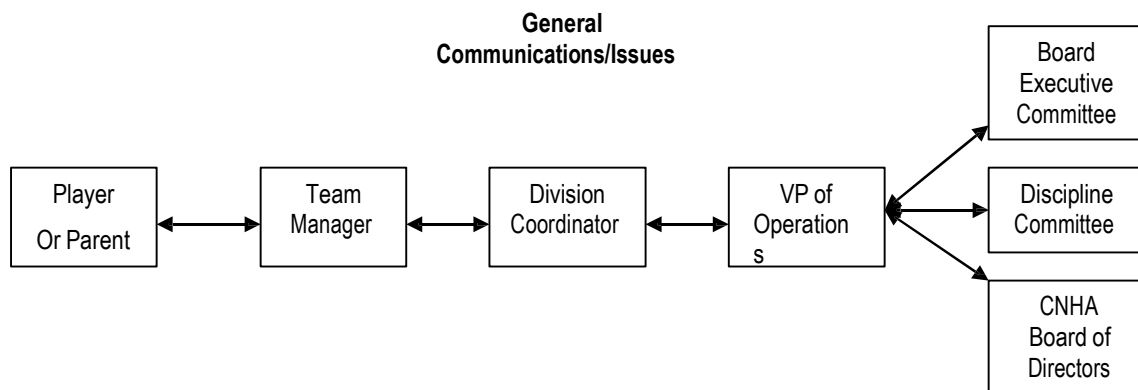 General
Communications/Issues
Player
Or Parent
Team
Manager
Division
Coordinator
VP of
Operation
s
Board
Executive
Committee
Discipline
Committee
CNHA
Board of
Directors